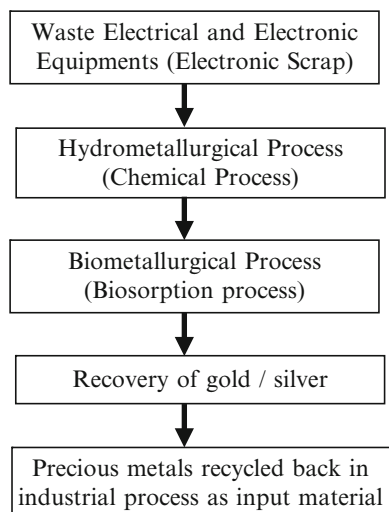 Waste Electrical and Electronic
Equipments (Electronic Scrap)
Hydrometallurgical Process
(Chemical Process)
Biometallurgical Process
(Biosorption process)
Recovery of gold / silver
Precious metals recycled back in
industrial process as input material